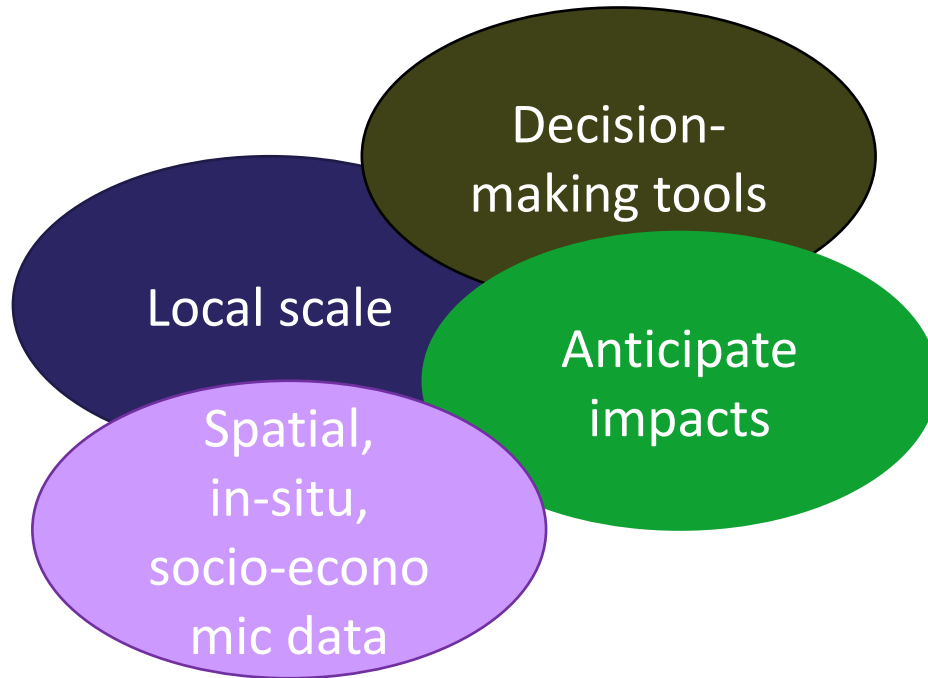 Decision-
making tools
Local scale
Anticipate
impacts
Spatial,
in-situ,
socio-econo
mic data